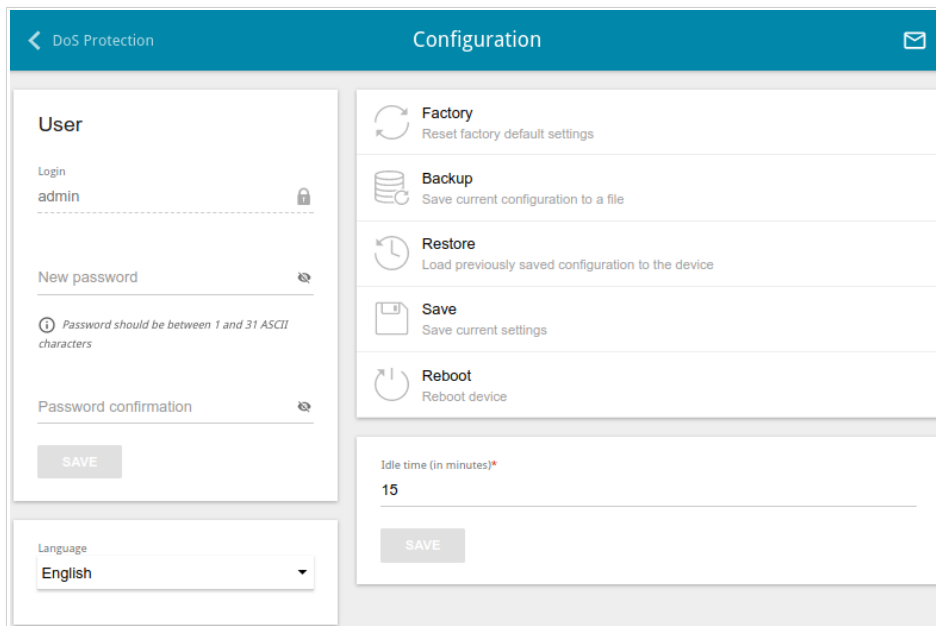 DoS Protection
Configuration
User
Login
admin
New password
Password should be between 1 and 31 ASCII
characters
Password confirmation
SAVE
Language
English
Factory
Reset factory default settings
Backup
Save current configuration to a file
Restore
Load previously saved configuration to the device
Save
Save current settings
Reboot
Reboot device
Idle time (in minutes)*
15
SAVE